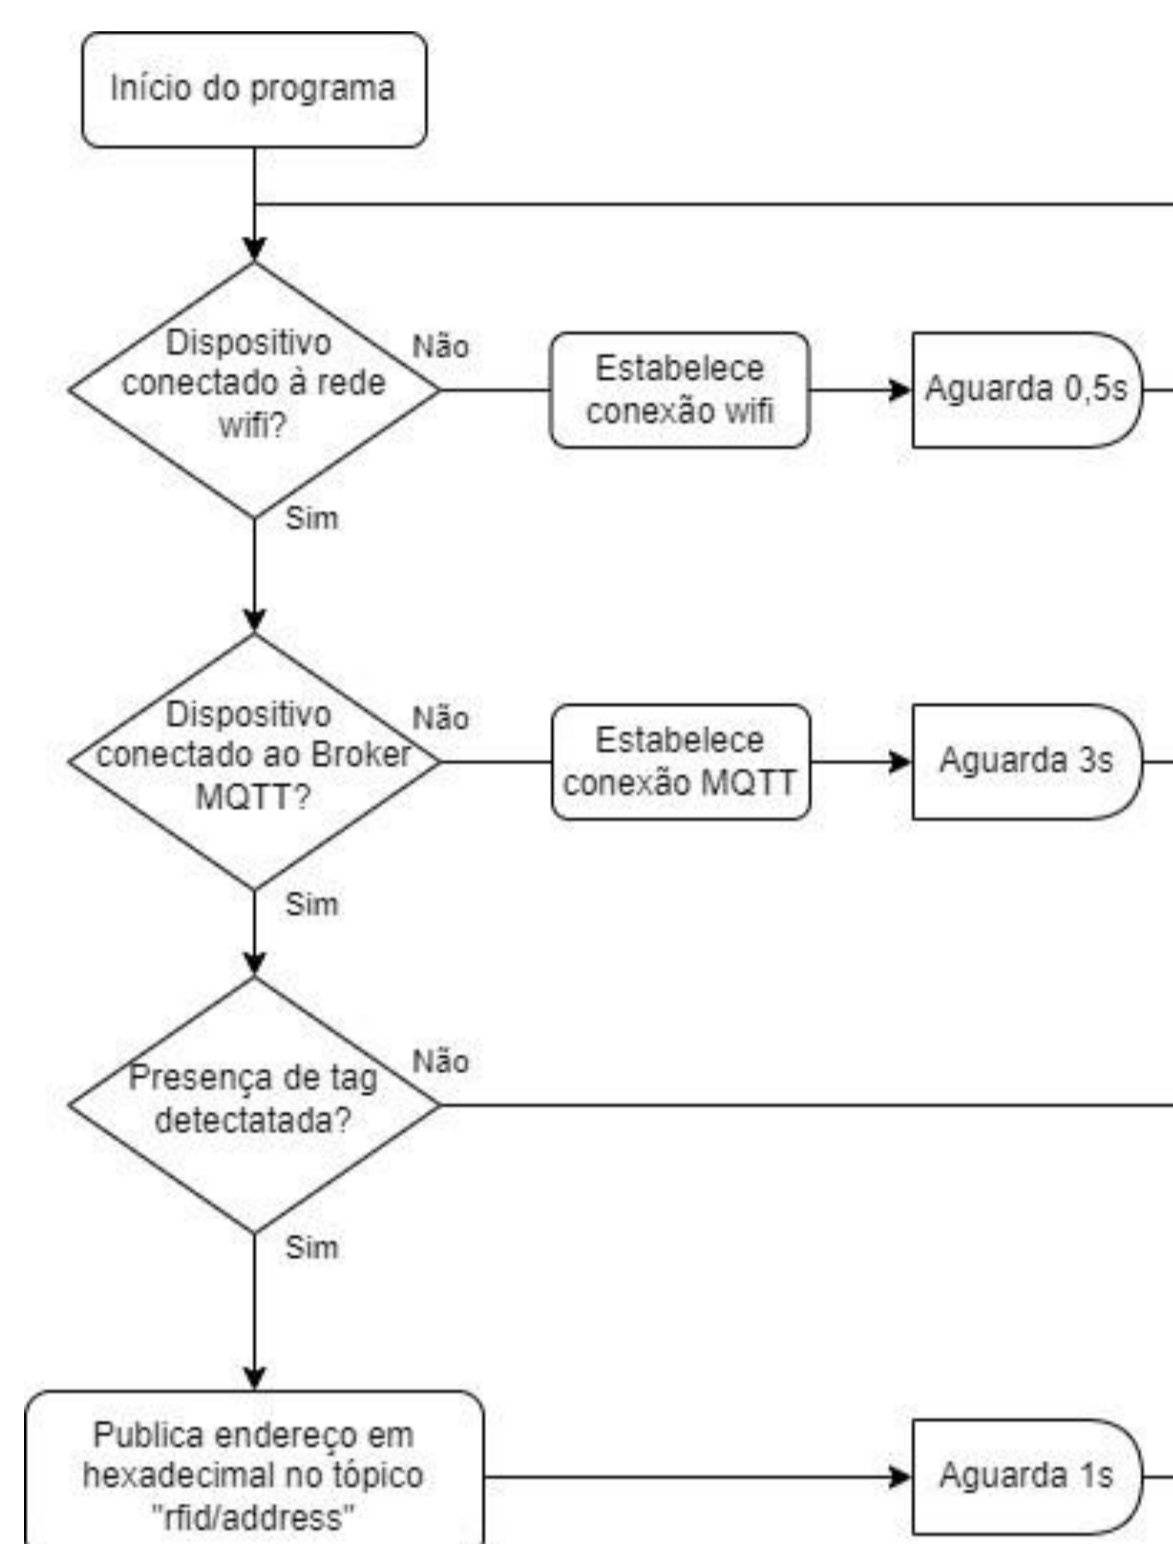 Início do programa
Dispositivo
conectado à rede
wifi?
Não
Estabelece
conexão wifi
Aguarda 0,5s
Sim
Dispositivo
conectado ao Broker
MQTT?
Não
Estabelece
conexão MQTT
Aguarda 3s
Sim
Presença de tag
detectatada?
Não
Sim
Publica endereço em
hexadecimal no tópico
"rfid/address"
Aguarda 1s